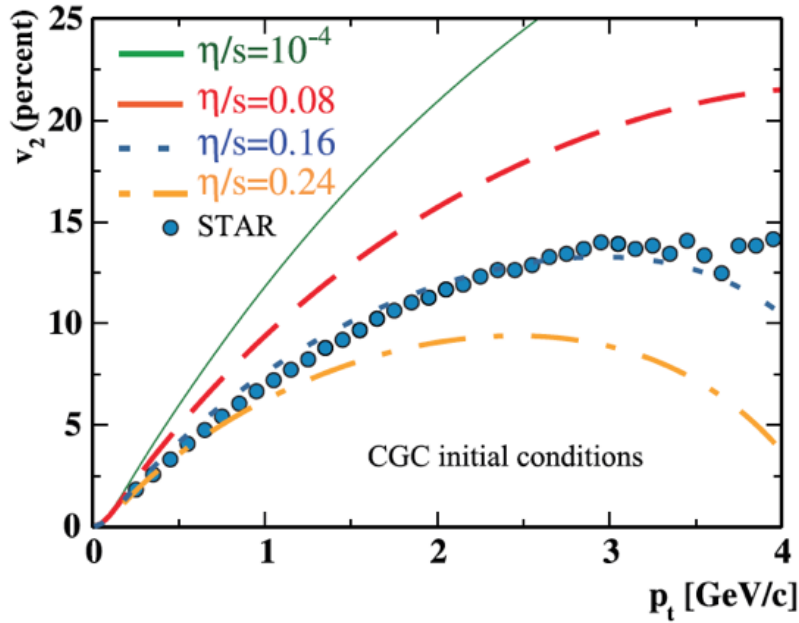 v₂ (percent)
25
20
15
10
5
0
η/s=10⁻⁴
η/s=0.08
η/s=0.16
η/s=0.24
STAR
CGC initial conditions
0 1 2 3 4
pₜ [GeV/c]